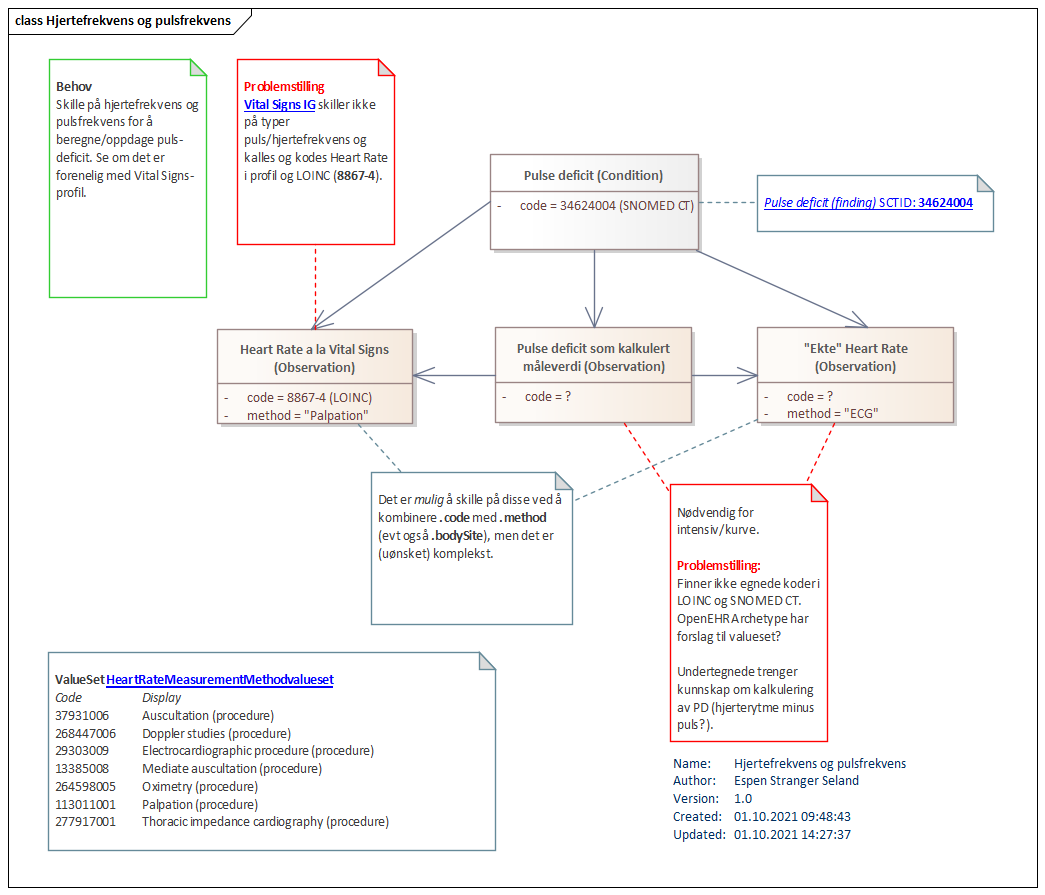 class Hjertefrekvens og pulsfrekvens
Behov
Skille på hjertefrekvens og
pulsfrekvens for å
beregne/oppdage puls-
deficit. Se om det er
forenelig med Vital Signs-
profil.
Problemstilling
Vital Signs IG skiller ikke
på typer
puls/hjertefrekvens og
kalles og kodes Heart Rate
i profil og LOINC (8867-4).
Pulse deficit (Condition)
- code = 34624004 (SNOMED CT)
Pulse deficit (finding) SCTID: 34624004
Heart Rate a la Vital Signs
(Observation)
- code = 8867-4 (LOINC)
- method = "Palpation"
Pulse deficit som kalkulert
måleverdi (Observation)
- code = ?
"Ekte" Heart Rate
(Observation)
- code = ?
- method = "ECG"
Det er mulig å skille på disse ved å
kombinere .code med .method
(evt også .bodySite), men det er
(uønsket) komplekst.
Nødvendig for
intensiv/kurve.
Problemstilling:
Finner ikke egnede koder i
LOINC og SNOMED CT.
OpenEHR Archetype har
forslag til valueset?
Undertegnede trenger
kunnskap om kalkulering
av PD (hjerterytme minus
puls?).
ValueSet HeartRateMeasurementMethodvalueset
Code Display
37931006 Auscultation (procedure)
268447006 Doppler studies (procedure)
29303009 Electrocardiographic procedure (procedure)
13385008 Mediate auscultation (procedure)
264598005 Oximetry (procedure)
113011001 Palpation (procedure)
277917001 Thoracic impedance cardiography (procedure)
Name: Hjertefrekvens og pulsfrekvens
Author: Espen Stranger Seland
Version: 1.0
Created: 01.10.2021 09:48:43
Updated: 01.10.2021 14:27:37